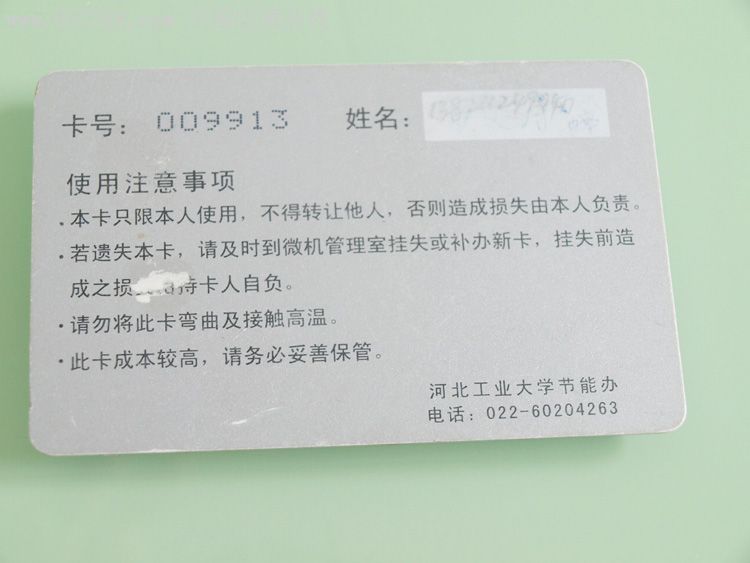 卡号: 009913 姓名:
使用注意事项
·本卡只限本人使用，不得转让他人，否则造成损失由本人负责。
·若遗失本卡，请及时到微机管理室挂失或补办新卡，挂失前造
成之损 持卡人自负。
·请勿将此卡弯曲及接触高温。
·此卡成本较高，请务必妥善保管。
河北工业大学节能办
电话: 022-60204263